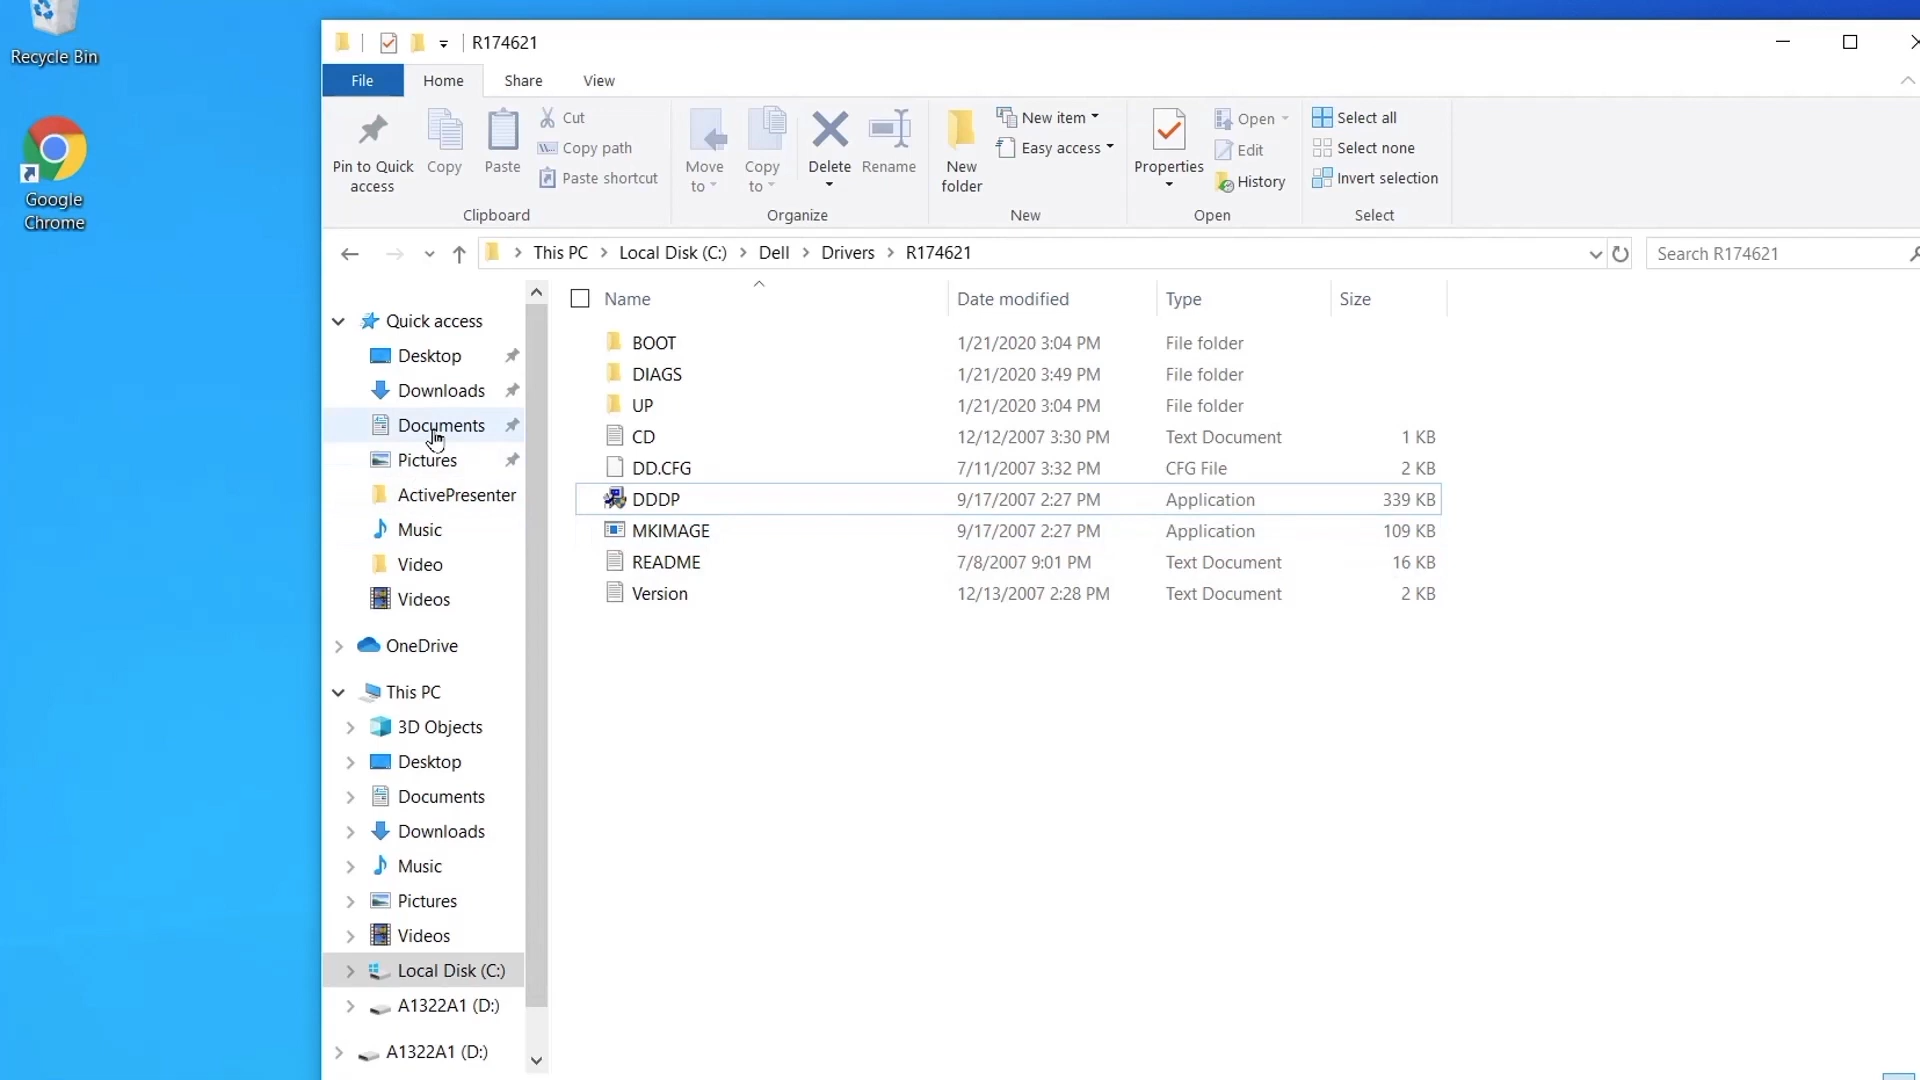 Recycle Bin
Google
Chrome
R174621
File
Home
Share
View
Pin to Quick
access
Copy
Paste
Cut
Copy path
Paste shortcut
Clipboard
Move
to
Copy
to
Delete
Rename
Organize
New
folder
New item
Easy access
New
Properties
Open
Edit
History
Open
Select all
Select none
Invert selection
Select
This PC
Local Disk (C:)
Dell
Drivers
R174621
Search R174621
Quick access
Desktop
Downloads
Documents
Pictures
ActivePresenter
Music
Video
Videos
OneDrive
This PC
3D Objects
Desktop
Documents
Downloads
Music
Pictures
Videos
Local Disk (C:)
A1322A1 (D:)
A1322A1 (D:)
Name Date modified Type Size
BOOT 1/21/2020 3:04 PM File folder
DIAGS 1/21/2020 3:49 PM File folder
UP 1/21/2020 3:04 PM File folder
CD 12/12/2007 3:30 PM Text Document 1 KB
DD.CFG 7/11/2007 3:32 PM CFG File 2 KB
DDDP 9/17/2007 2:27 PM Application 339 KB
MKIMAGE 9/17/2007 2:27 PM Application 109 KB
README 7/8/2007 9:01 PM Text Document 16 KB
Version 12/13/2007 2:28 PM Text Document 2 KB